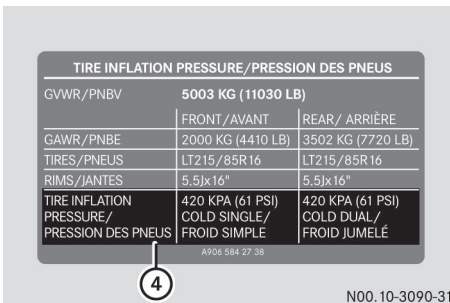 TIRE INFLATION PRESSURE/PRESSION DES PNEUS
GVWR/PNBV 5003 KG (11030 LB)
FRONT/AVANT REAR/ ARRIÈRE
GAWR/PNBE 2000 KG (4410 LB) 3502 KG (7720 LB)
TIRES/PNEUS LT215/85R16 LT215/85R16
RIMS/JANTES 5.5Jx16" 5.5Jx16"
TIRE INFLATION 420 KPA (61 PSI) 420 KPA (61 PSI)
PRESSURE/ COLD SINGLE/ COLD DUAL/
PRESSION DES PNEUS FROID SIMPLE FROID JUMELÉ
A906 584 27 38
4
N00.10-3090-31